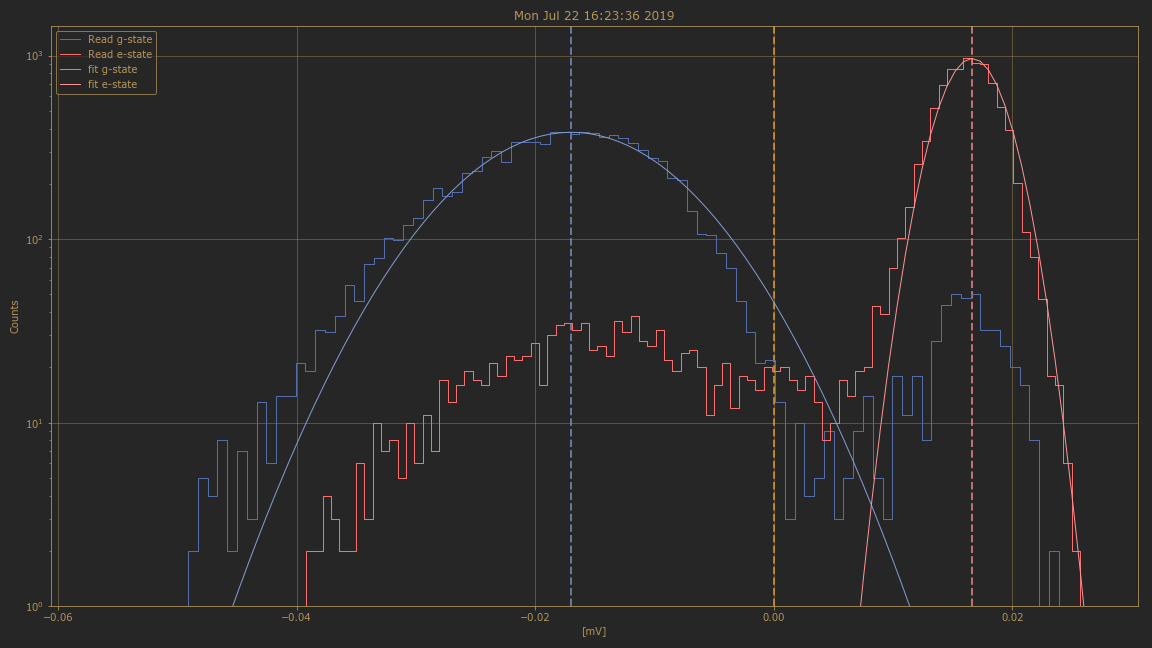 Mon Jul 22 16:23:36 2019
Read g-state
Read e-state
fit g-state
fit e-state
10³
10²
10¹
10⁰
Counts
−0.06
−0.04
−0.02
0.00
0.02
[mV]